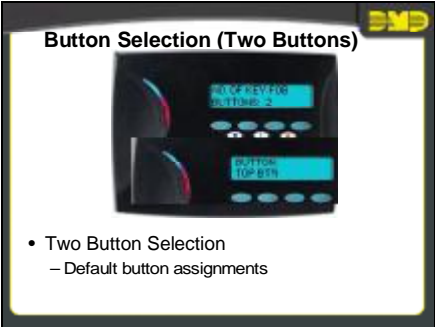 DMP
Button Selection (Two Buttons)
NO. OF KEY FOB
BUTTONS: 2
BUTTON:
TOP BTN
• Two Button Selection
– Default button assignments